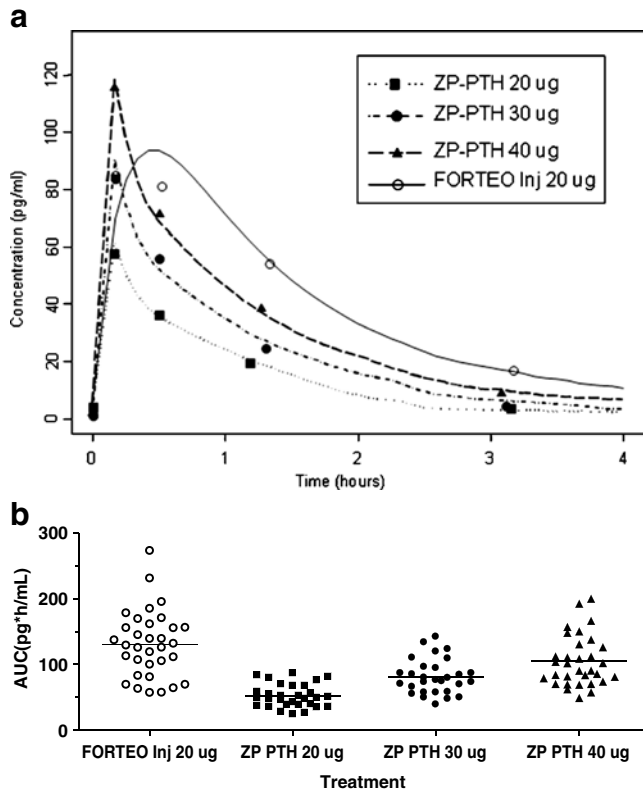 a
120
100
80
60
40
20
0
Concentration (pg/ml)
ZP-PTH 20 ug
ZP-PTH 30 ug
ZP-PTH 40 ug
FORTEO Inj 20 ug
0 1 2 3 4
Time (hours)
b
300
200
100
0
AUC(pg*h/mL)
FORTEO Inj 20 ug ZP PTH 20 ug ZP PTH 30 ug ZP PTH 40 ug
Treatment